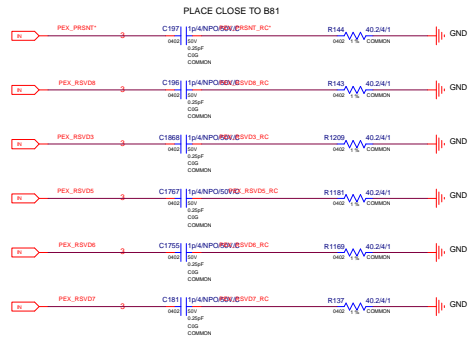 PLACE CLOSE TO B81
IN PEX_PRSNT* 3 C197 1p/4/NPO/50V/C PEX_PRSNT_RC* R144 40.2/4/1 GND
0402 50V 0402 1 % COMMON
0.25pF
C0G
COMMON
IN PEX_RSVD8 3 C196 1p/4/NPO/50V/C PEX_RSVD8_RC R143 40.2/4/1 GND
0402 50V 0402 1 % COMMON
0.25pF
C0G
COMMON
IN PEX_RSVD3 3 C1868 1p/4/NPO/50V/C PEX_RSVD3_RC R1209 40.2/4/1 GND
0402 50V 0402 1 % COMMON
0.25pF
C0G
COMMON
IN PEX_RSVD5 3 C1767 1p/4/NPO/50V/C PEX_RSVD5_RC R1181 40.2/4/1 GND
0402 50V 0402 1 % COMMON
0.25pF
C0G
COMMON
IN PEX_RSVD6 3 C1755 1p/4/NPO/50V/C PEX_RSVD6_RC R1169 40.2/4/1 GND
0402 50V 0402 1 % COMMON
0.25pF
C0G
COMMON
IN PEX_RSVD7 3 C181 1p/4/NPO/50V/C PEX_RSVD7_RC R137 40.2/4/1 GND
0402 50V 0402 1 % COMMON
0.25pF
C0G
COMMON